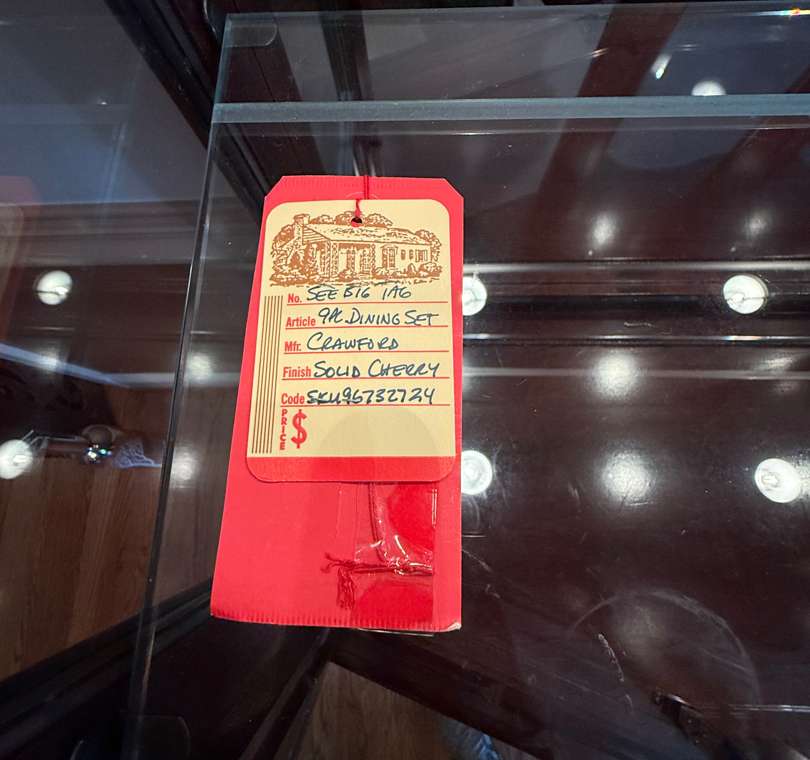 No. SEE BIG TAG
Article 9PC DINING SET
Mfr. CRAWFORD
Finish SOLID CHERRY
Code SKU96732724
PRICE $